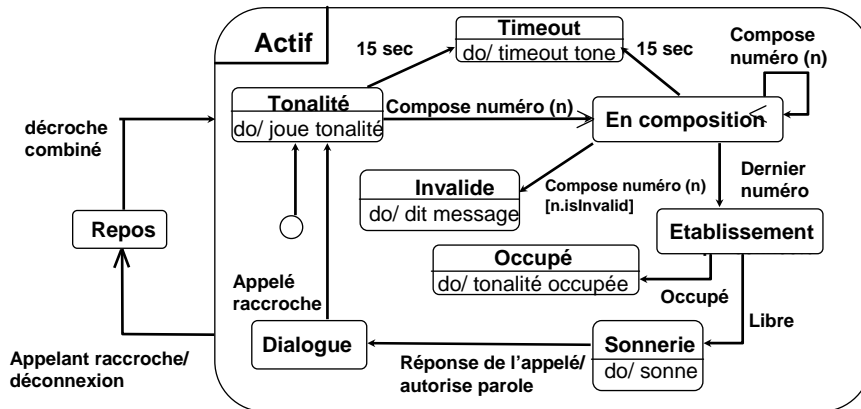 Actif
Timeout
do/ timeout tone
15 sec
15 sec
Compose
numéro (n)
Tonalité
do/ joue tonalité
Compose numéro (n)
En composition
décroche
combiné
Invalide
do/ dit message
Compose numéro (n)
[n.isInvalid]
Dernier
numéro
Repos
Etablissement
Occupé
do/ tonalité occupée
Occupé
Appelé
raccroche
Libre
Dialogue
Sonnerie
do/ sonne
Réponse de l'appelé/
autorise parole
Appelant raccroche/
déconnexion